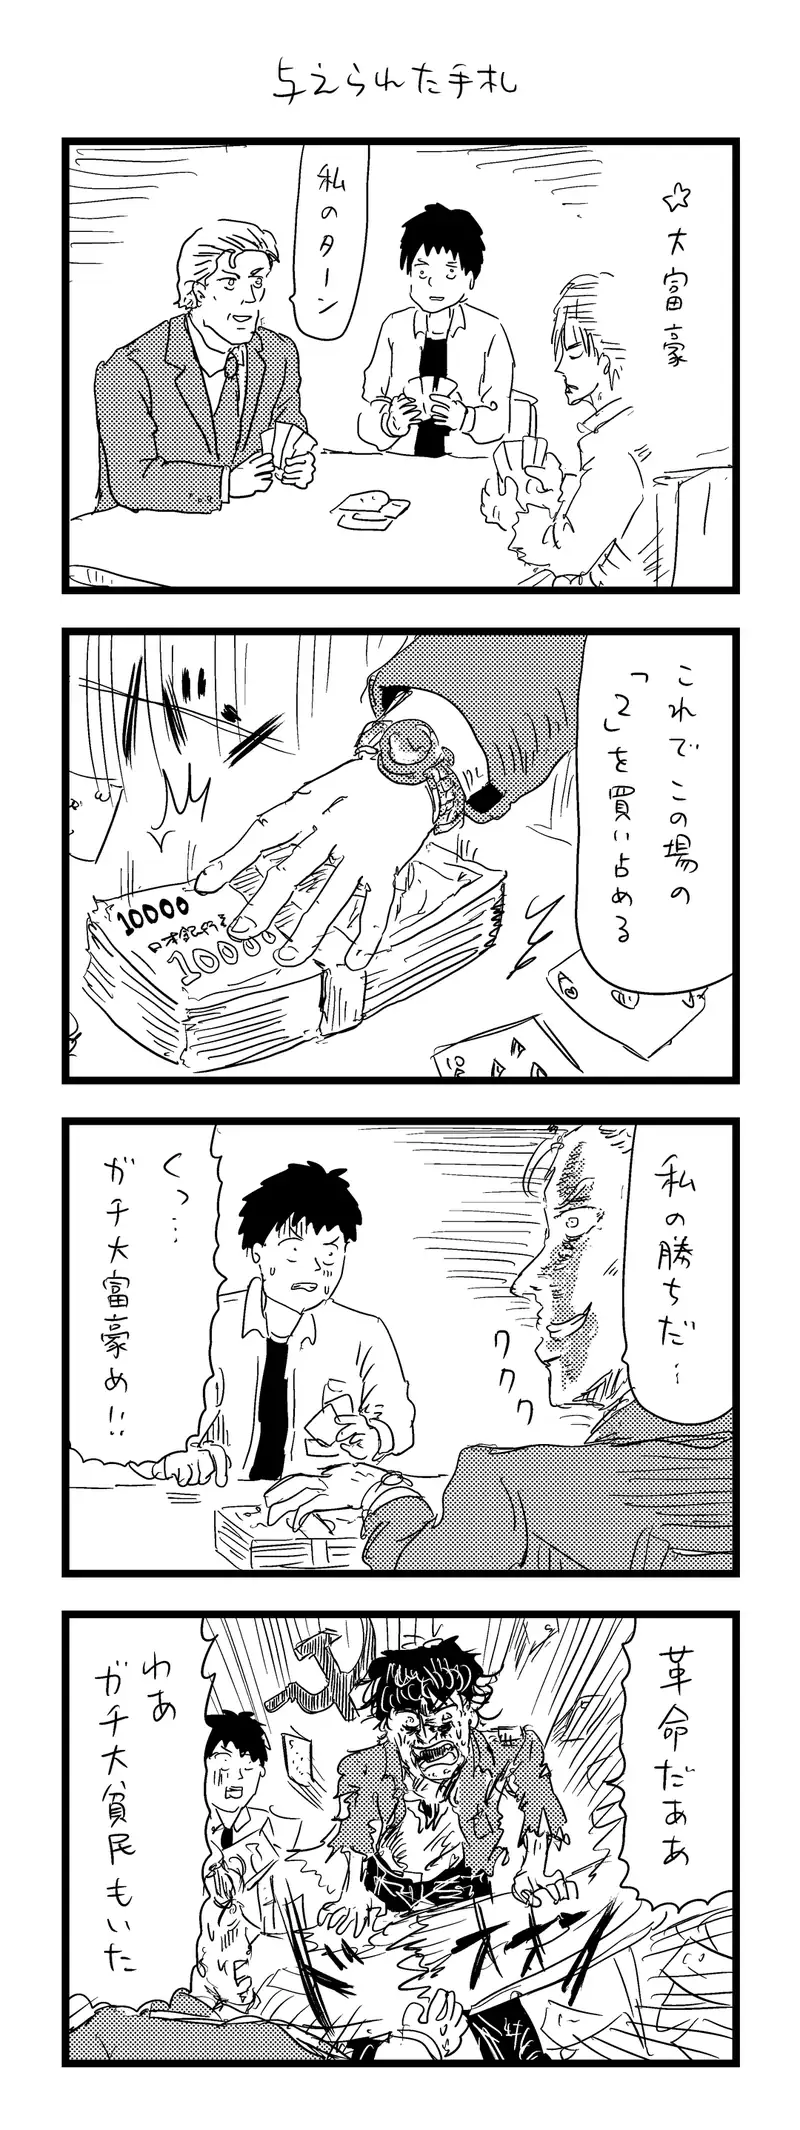 与えられた手札
☆大富豪
私のターン
これでこの場の
「2」を買い占める
10000
日本銀行券
10000
10
私の勝ちだ…
ククク
くっ…
ガチ大富豪め!!
革命だぁぁ
わあ
ガチ大貧民もいた